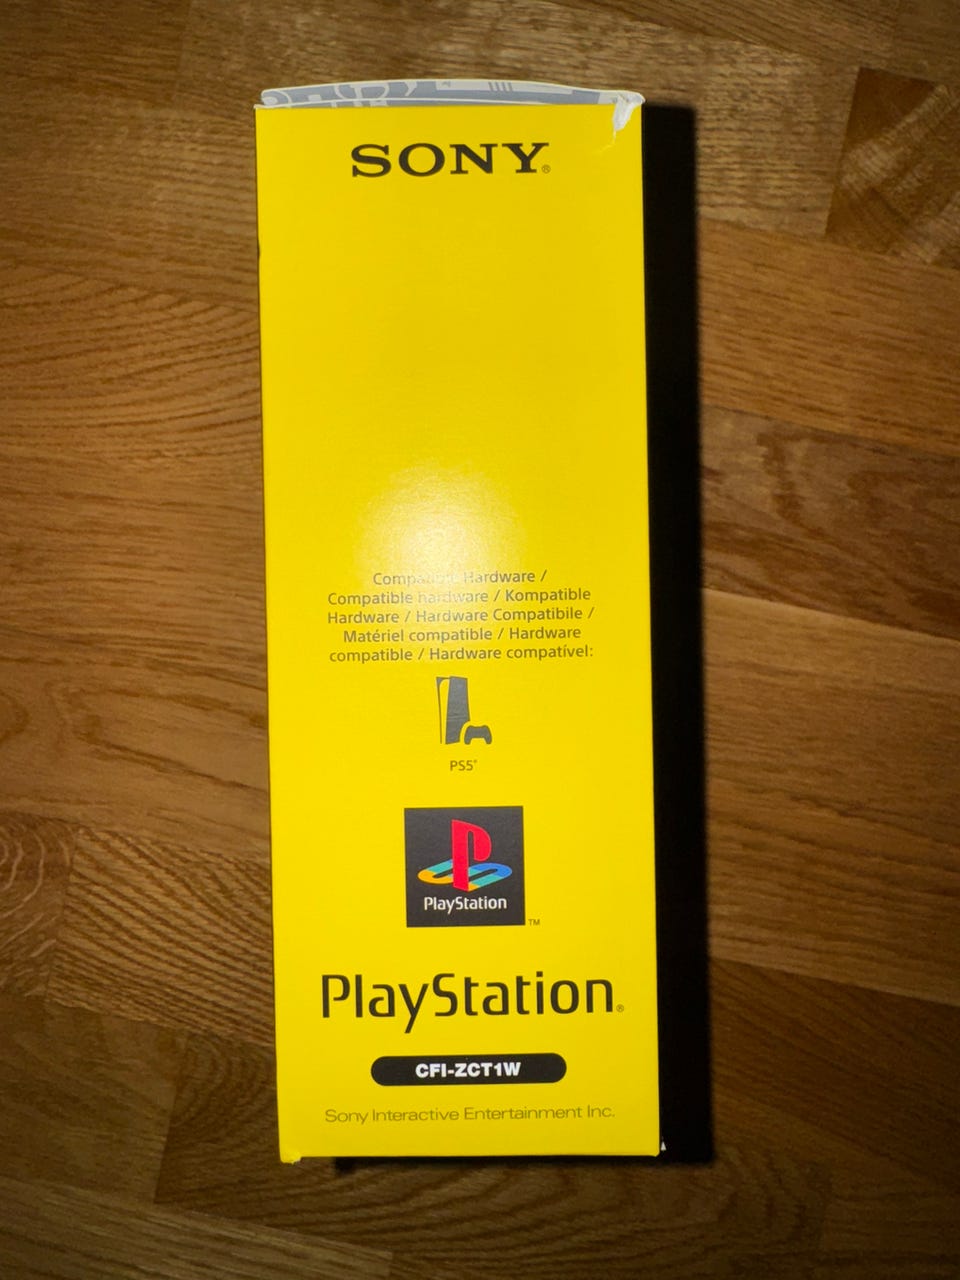 SONY®
Compatible Hardware /
Compatible hardware / Kompatible
Hardware / Hardware Compatibile /
Matériel compatible / Hardware
compatible / Hardware compatível:
PS5®
PlayStation
TM
PlayStation®
CFI-ZCT1W
Sony Interactive Entertainment Inc.